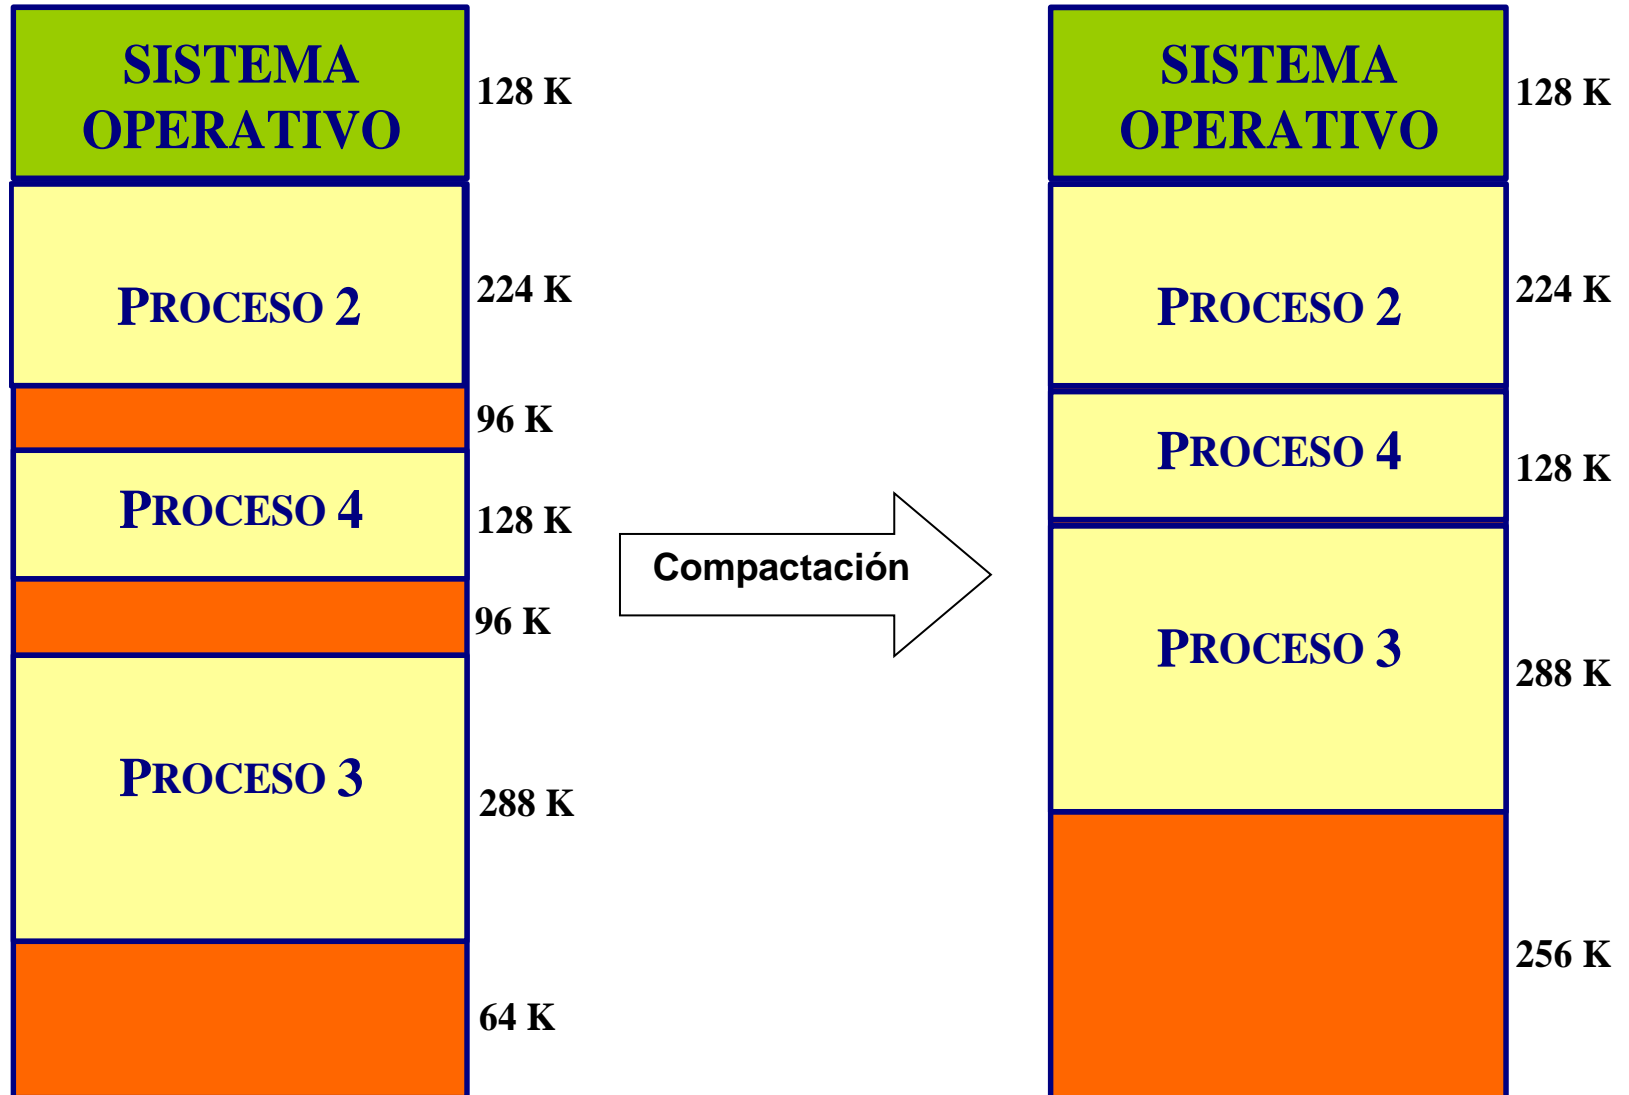 SISTEMA
OPERATIVO
128 K
PROCESO 2
224 K
96 K
PROCESO 4
128 K
96 K
PROCESO 3
288 K
64 K
Compactación
SISTEMA
OPERATIVO
128 K
PROCESO 2
224 K
PROCESO 4
128 K
PROCESO 3
288 K
256 K